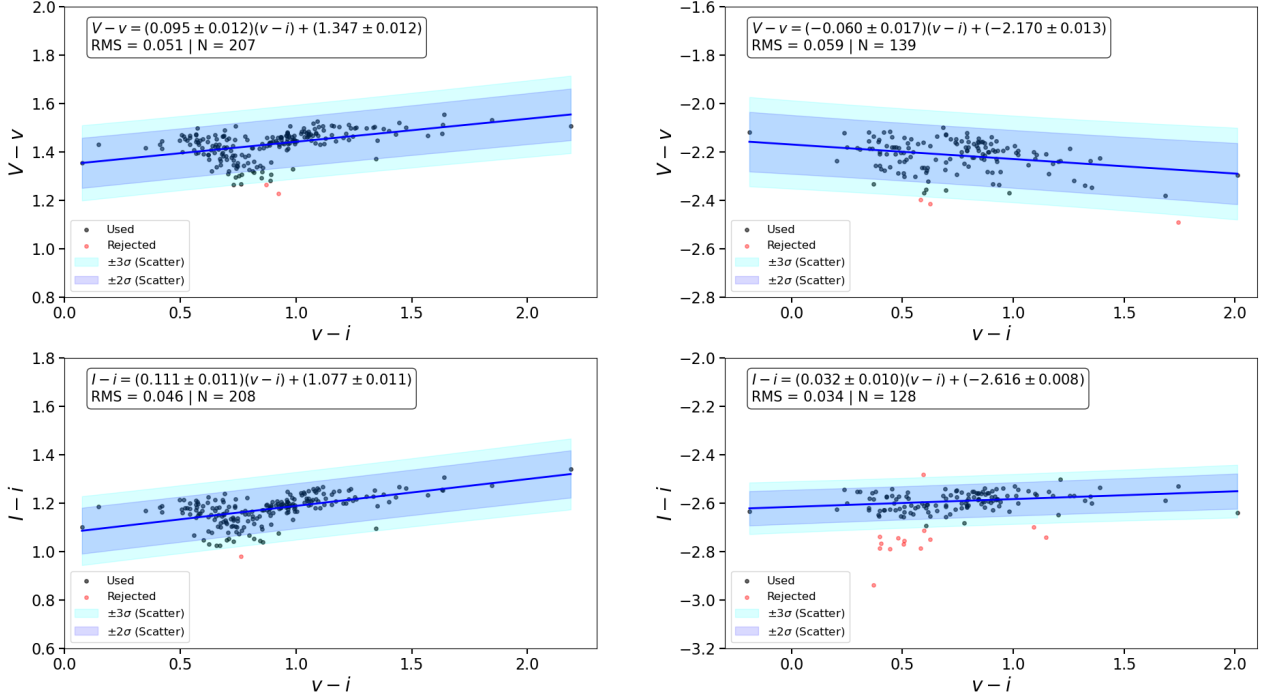 V − v = (0.095 ± 0.012)(v − i) + (1.347 ± 0.012)
RMS = 0.051 | N = 207
2.0
1.8
1.6
1.4
1.2
1.0
0.8
V − v
Used
Rejected
±3σ (Scatter)
±2σ (Scatter)
0.0 0.5 1.0 1.5 2.0
v − i
V − v = (−0.060 ± 0.017)(v − i) + (−2.170 ± 0.013)
RMS = 0.059 | N = 139
−1.6
−1.8
−2.0
−2.2
−2.4
−2.6
−2.8
V − v
Used
Rejected
±3σ (Scatter)
±2σ (Scatter)
0.0 0.5 1.0 1.5 2.0
v − i
I − i = (0.111 ± 0.011)(v − i) + (1.077 ± 0.011)
RMS = 0.046 | N = 208
1.8
1.6
1.4
1.2
1.0
0.8
0.6
I − i
Used
Rejected
±3σ (Scatter)
±2σ (Scatter)
0.0 0.5 1.0 1.5 2.0
v − i
I − i = (0.032 ± 0.010)(v − i) + (−2.616 ± 0.008)
RMS = 0.034 | N = 128
−2.0
−2.2
−2.4
−2.6
−2.8
−3.0
−3.2
I − i
Used
Rejected
±3σ (Scatter)
±2σ (Scatter)
0.0 0.5 1.0 1.5 2.0
v − i